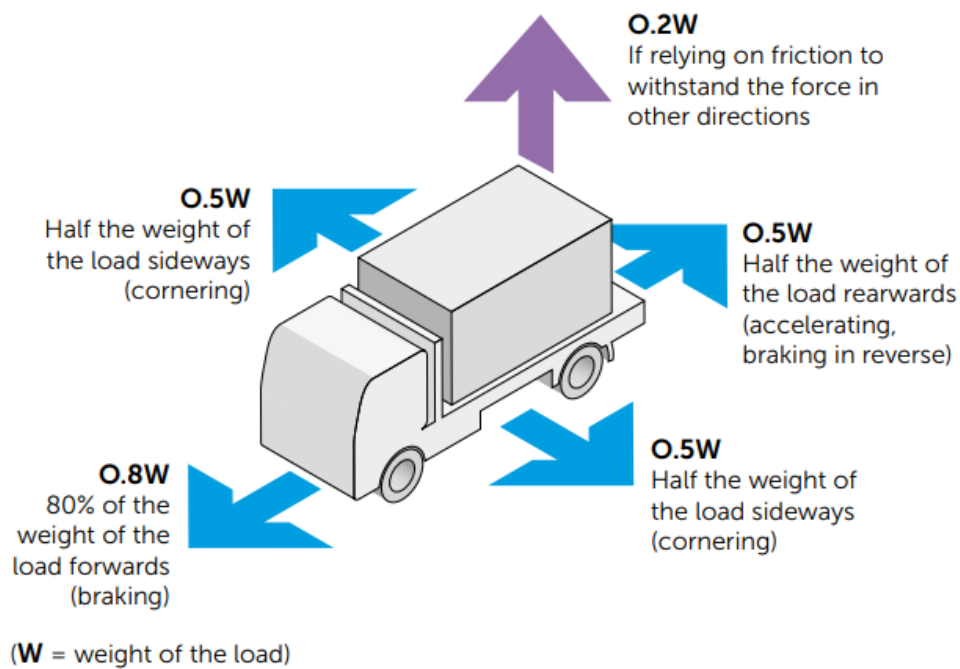 O.2W
If relying on friction to
withstand the force in
other directions
O.5W
Half the weight of
the load sideways
(cornering)
O.5W
Half the weight of
the load rearwards
(accelerating,
braking in reverse)
O.8W
80% of the
weight of the
load forwards
(braking)
O.5W
Half the weight of
the load sideways
(cornering)
(W = weight of the load)